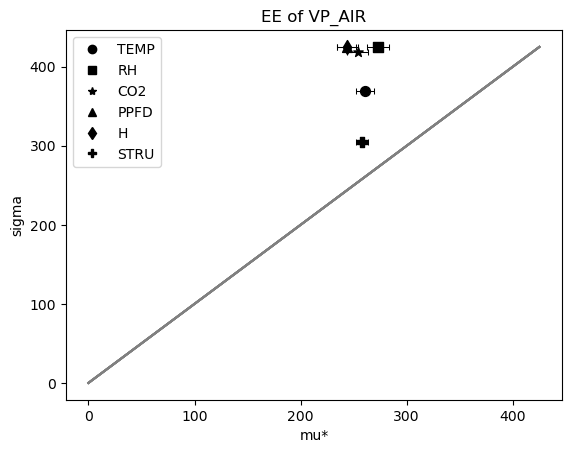 EE of VP_AIR
TEMP
RH
CO2
PPFD
H
STRU
400
300
200
100
0
sigma
0
100
200
300
400
mu*